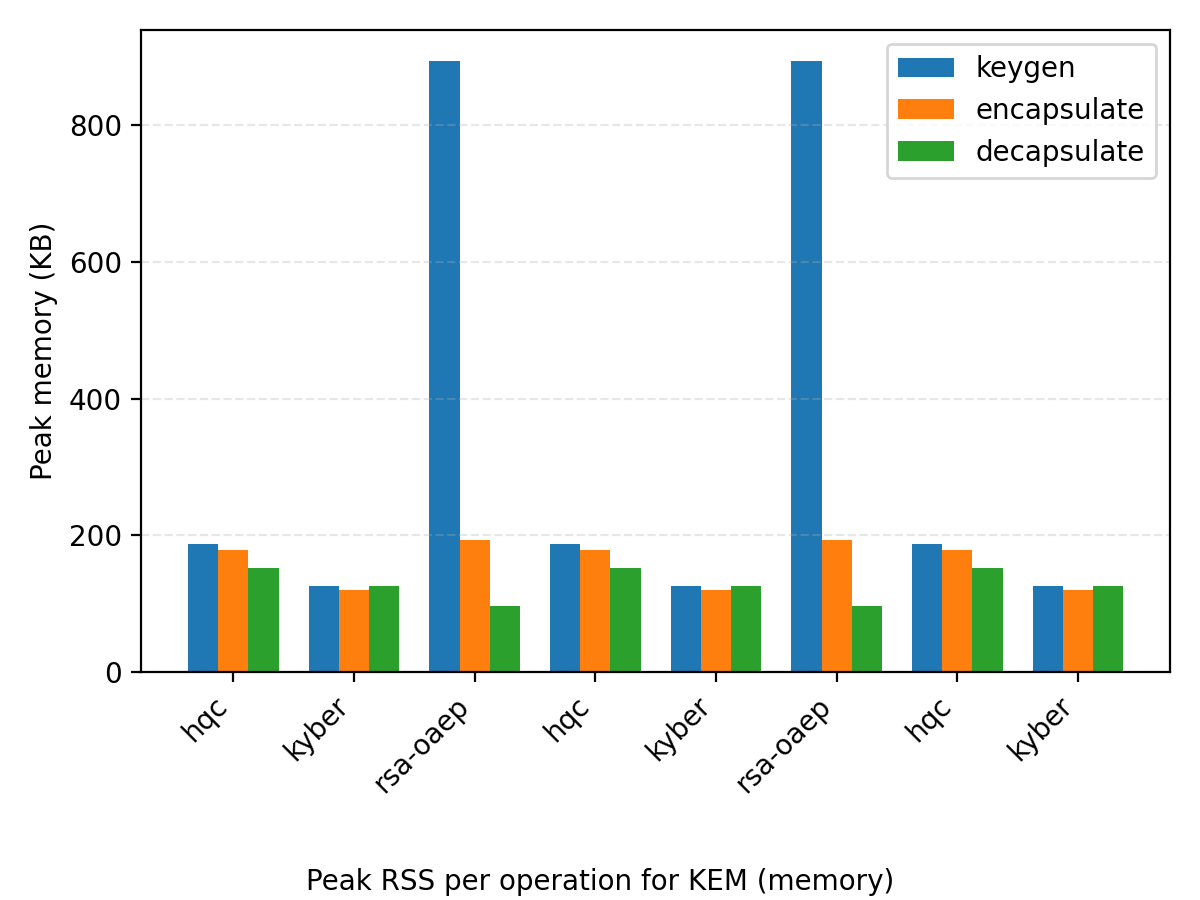 keygen
encapsulate
decapsulate
Peak memory (KB)
800
600
400
200
0
hqc
kyber
rsa-oaep
hqc
kyber
rsa-oaep
hqc
kyber
Peak RSS per operation for KEM (memory)